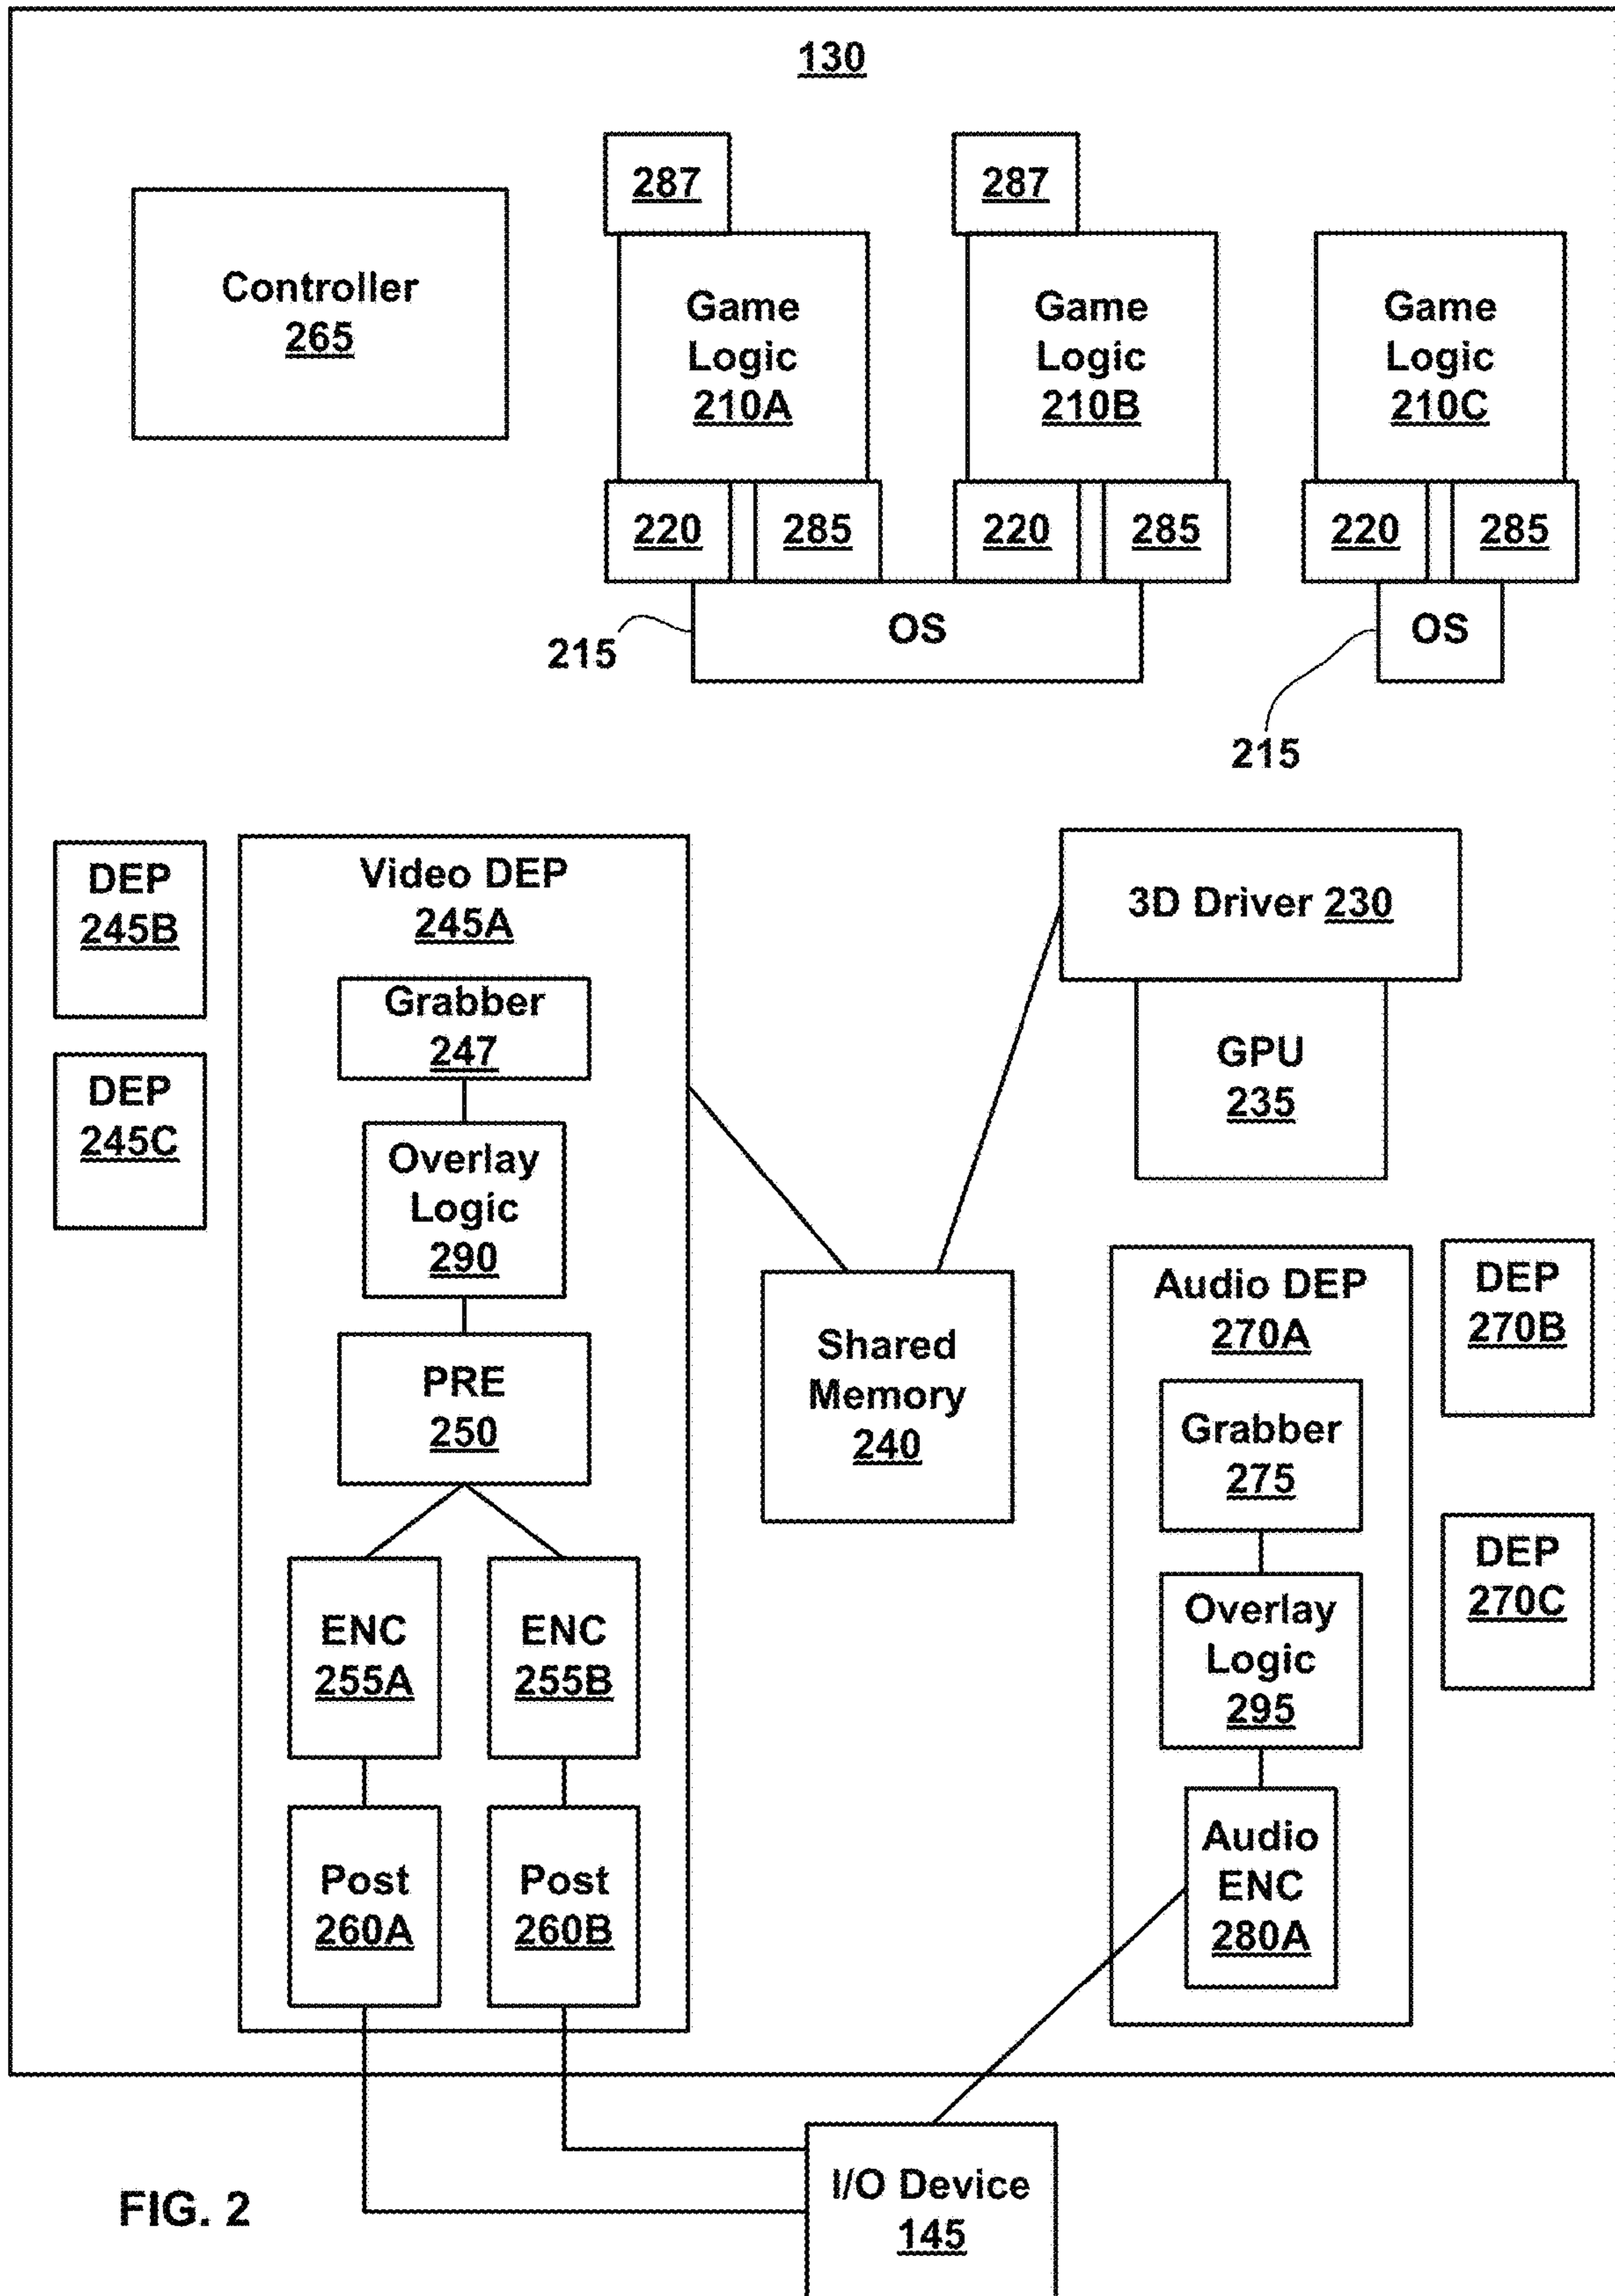 130
287
287
Controller
265
Game
Logic
210A
Game
Logic
210B
Game
Logic
210C
220
285
220
285
220
285
OS
215
OS
215
DEP
245B
DEP
245C
Video DEP
245A
Grabber
247
Overlay
Logic
290
PRE
250
ENC
255A
ENC
255B
Post
260A
Post
260B
3D Driver 230
GPU
235
Shared
Memory
240
Audio DEP
270A
Grabber
275
Overlay
Logic
295
Audio
ENC
280A
DEP
270B
DEP
270C
I/O Device
145
FIG. 2